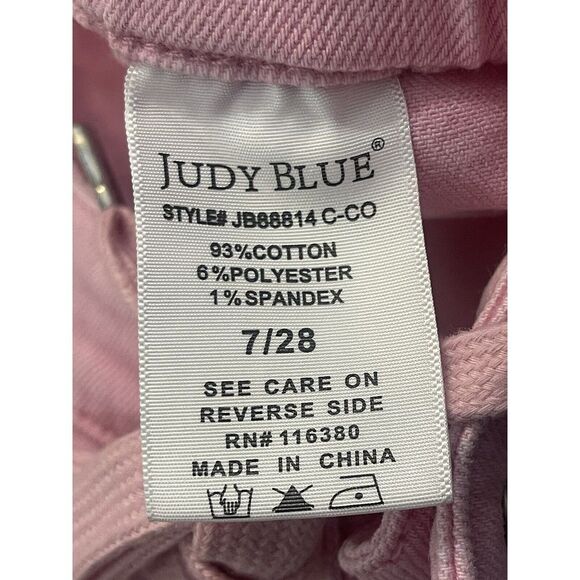 JUDY BLUE®
STYLE# JB88814 C-CO
93%COTTON
6%POLYESTER
1%SPANDEX
7/28
SEE CARE ON
REVERSE SIDE
RN# 116380
MADE IN CHINA